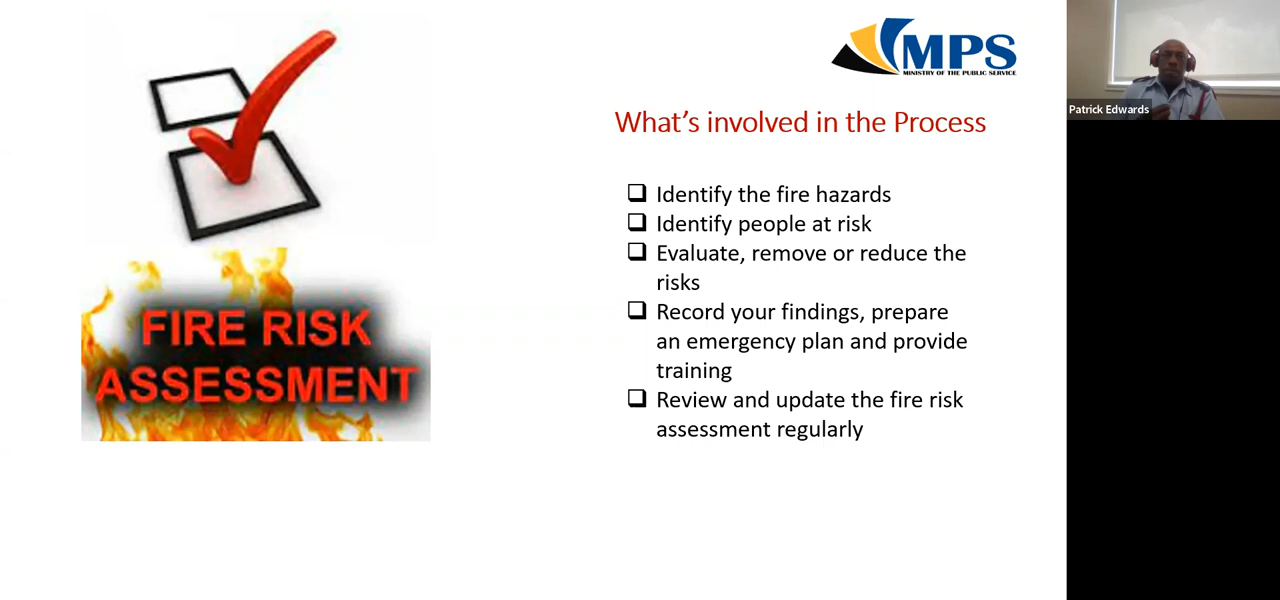 MPS
MINISTRY OF THE PUBLIC SERVICE
Patrick Edwards
What's involved in the Process
❑ Identify the fire hazards
❑ Identify people at risk
❑ Evaluate, remove or reduce the
risks
❑ Record your findings, prepare
an emergency plan and provide
training
❑ Review and update the fire risk
assessment regularly
FIRE RISK
ASSESSMENT